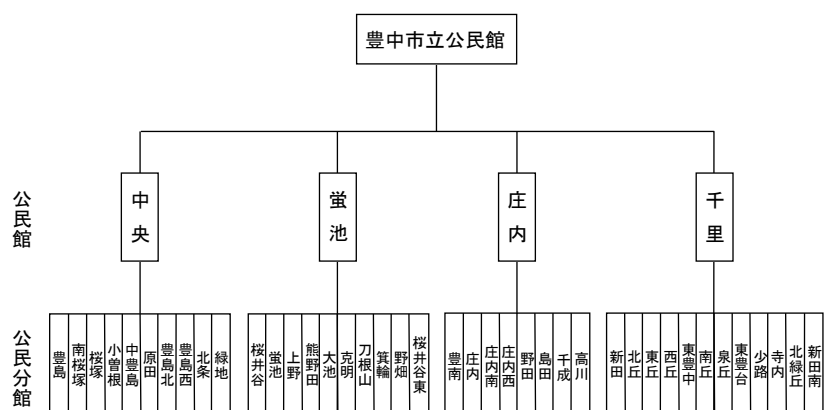 豊中市立公民館
公民館
中央
蛍池
庄内
千里
公民分館
豊島
南桜塚
桜塚
小曽根
中豊島
原田
豊島北
豊島西
北条
緑地
桜井谷
蛍池
上野
熊野田
大池
克明
刀根山
箕輪
野畑
桜井谷東
豊南
庄内
庄内南
庄内西
野田
島田
千成
高川
新田
北丘
東丘
西丘
東豊中
南丘
泉丘
東豊台
少路
寺内
北緑丘
新田南